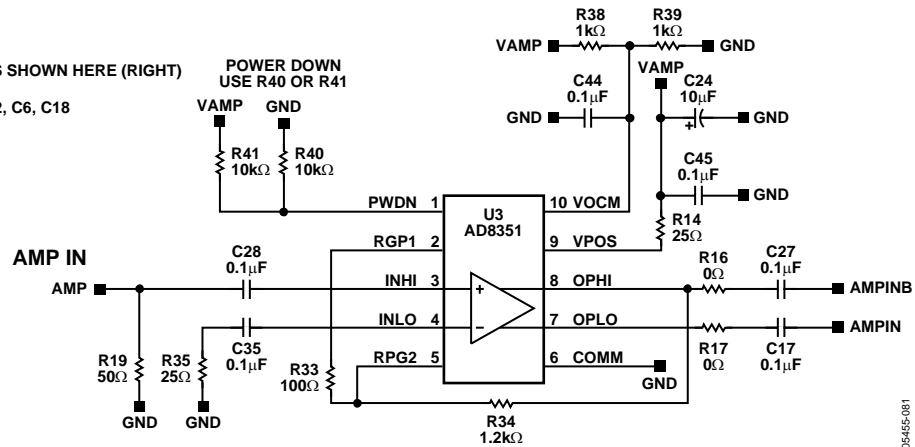 S SHOWN HERE (RIGHT)
2, C6, C18
POWER DOWN
USE R40 OR R41
VAMP
GND
R41
10kΩ
R40
10kΩ
R38
1kΩ
R39
1kΩ
VAMP
GND
VAMP
C44
0.1μF
GND
C24
10μF
+
GND
C45
0.1μF
GND
R14
25Ω
U3
AD8351
PWDN 1
RGP1 2
INHI 3
INLO 4
RPG2 5
10 VOCM
9 VPOS
8 OPHI
7 OPLO
6 COMM
+
–
AMP IN
AMP
C28
0.1μF
C35
0.1μF
R19
50Ω
GND
R35
25Ω
GND
R33
100Ω
R34
1.2kΩ
GND
R16
0Ω
C27
0.1μF
AMPINB
AMPIN
R17
0Ω
C17
0.1μF
05455-081